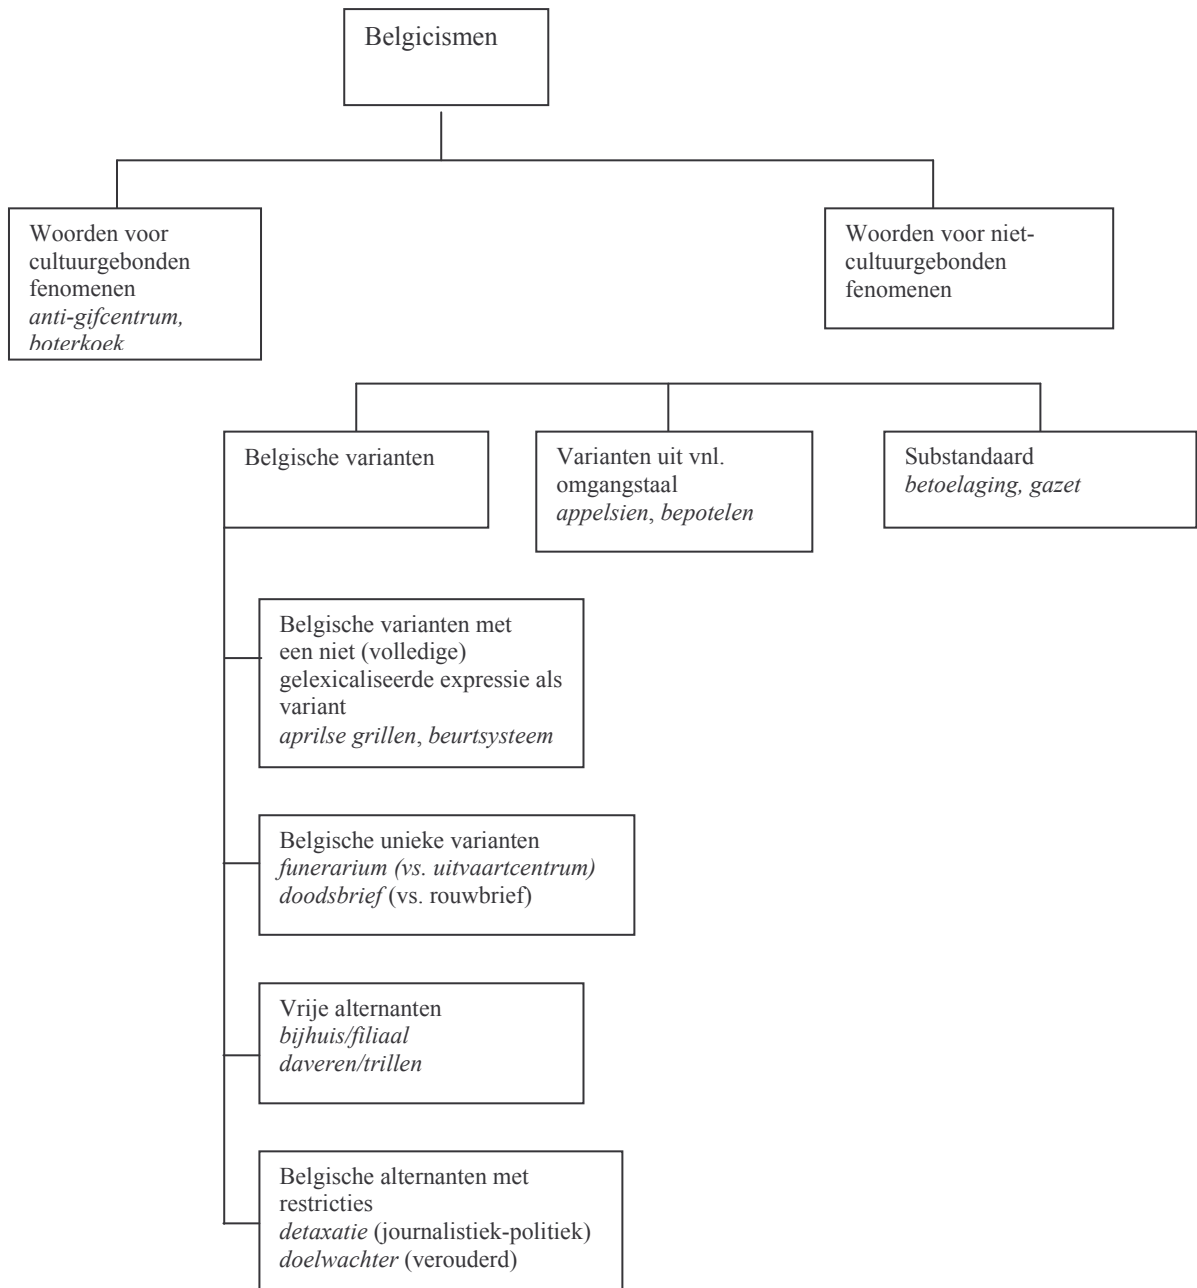 Belgicismen
Woorden voor
cultuurgebonden
fenomenen
anti-gifcentrum,
boterkoek
Woorden voor niet-
cultuurgebonden
fenomenen
Belgische varianten
Varianten uit vnl.
omgangstaal
appelsien, bepotelen
Substandaard
betoelaging, gazet
Belgische varianten met
een niet (volledige)
gelexicaliseerde expressie als
variant
aprilse grillen, beurtsysteem
Belgische unieke varianten
funerarium (vs. uitvaartcentrum)
doodsbrief (vs. rouwbrief)
Vrije alternanten
bijhuis/filiaal
daveren/trillen
Belgische alternanten met
restricties
detaxatie (journalistiek-politiek)
doelwachter (verouderd)